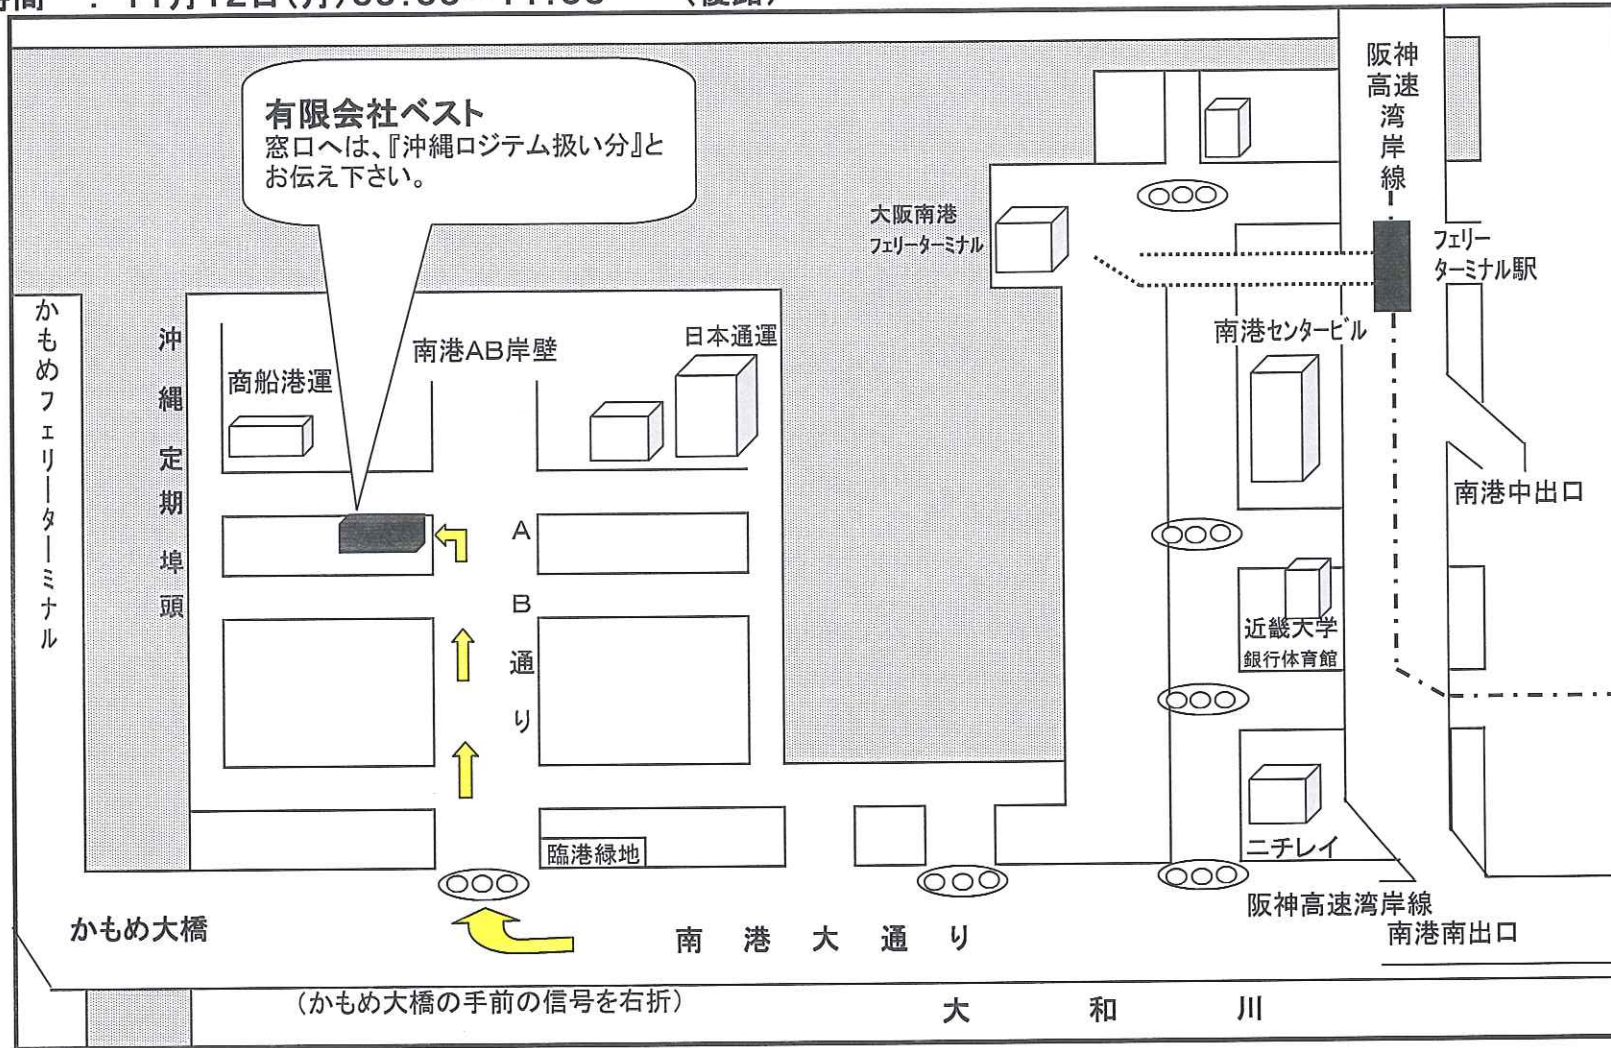 有限会社ベスト
窓口へは、『沖縄ロジテム扱い分』と
お伝え下さい。
阪神
高速
湾
岸
線
大阪南港
フェリーターミナル
フェリー
ターミナル駅
かもめフェリーターミナル
沖縄定期埠頭
商船港運
南港AB岸壁
日本通運
南港センタービル
南港中出口
AB通り
近畿大学
銀行体育館
ニチレイ
臨港緑地
かもめ大橋
南港大通り
阪神高速湾岸線
南港南出口
(かもめ大橋の手前の信号を右折)
大和川